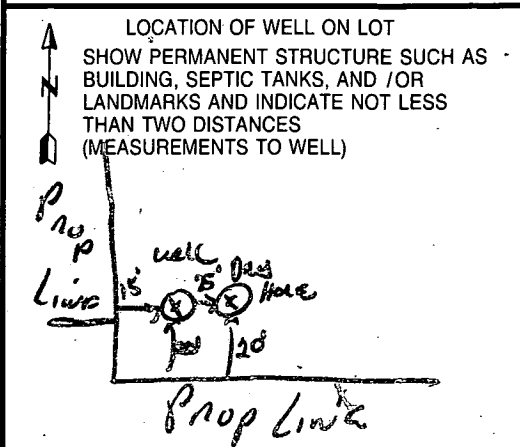 LOCATION OF WELL ON LOT
SHOW PERMANENT STRUCTURE SUCH AS
BUILDING, SEPTIC TANKS, AND /OR
LANDMARKS AND INDICATE NOT LESS
THAN TWO DISTANCES
(MEASUREMENTS TO WELL)
N
Prop
Line
15'
well
Dry
Hole
20'
Prop Line